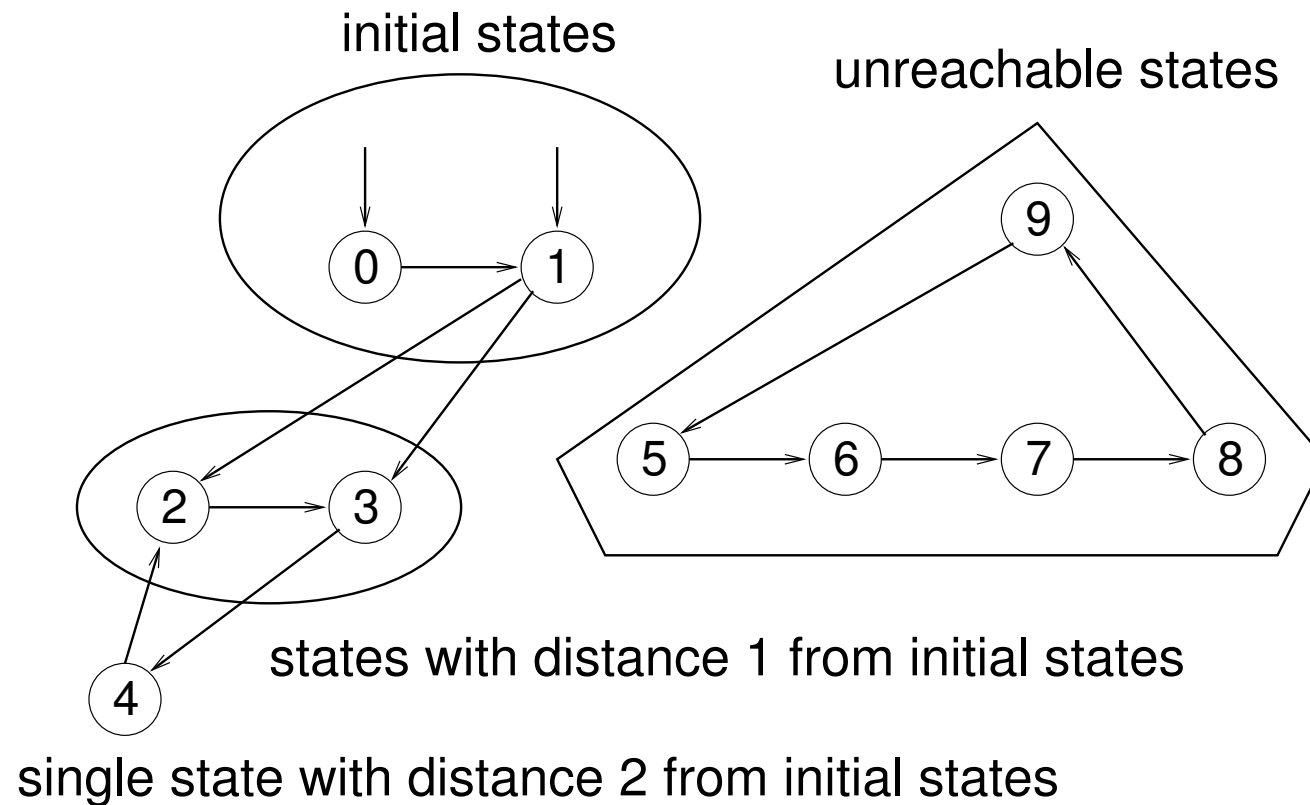 initial states
unreachable states
9
0
1
5
6
7
8
2
3
states with distance 1 from initial states
4
single state with distance 2 from initial states